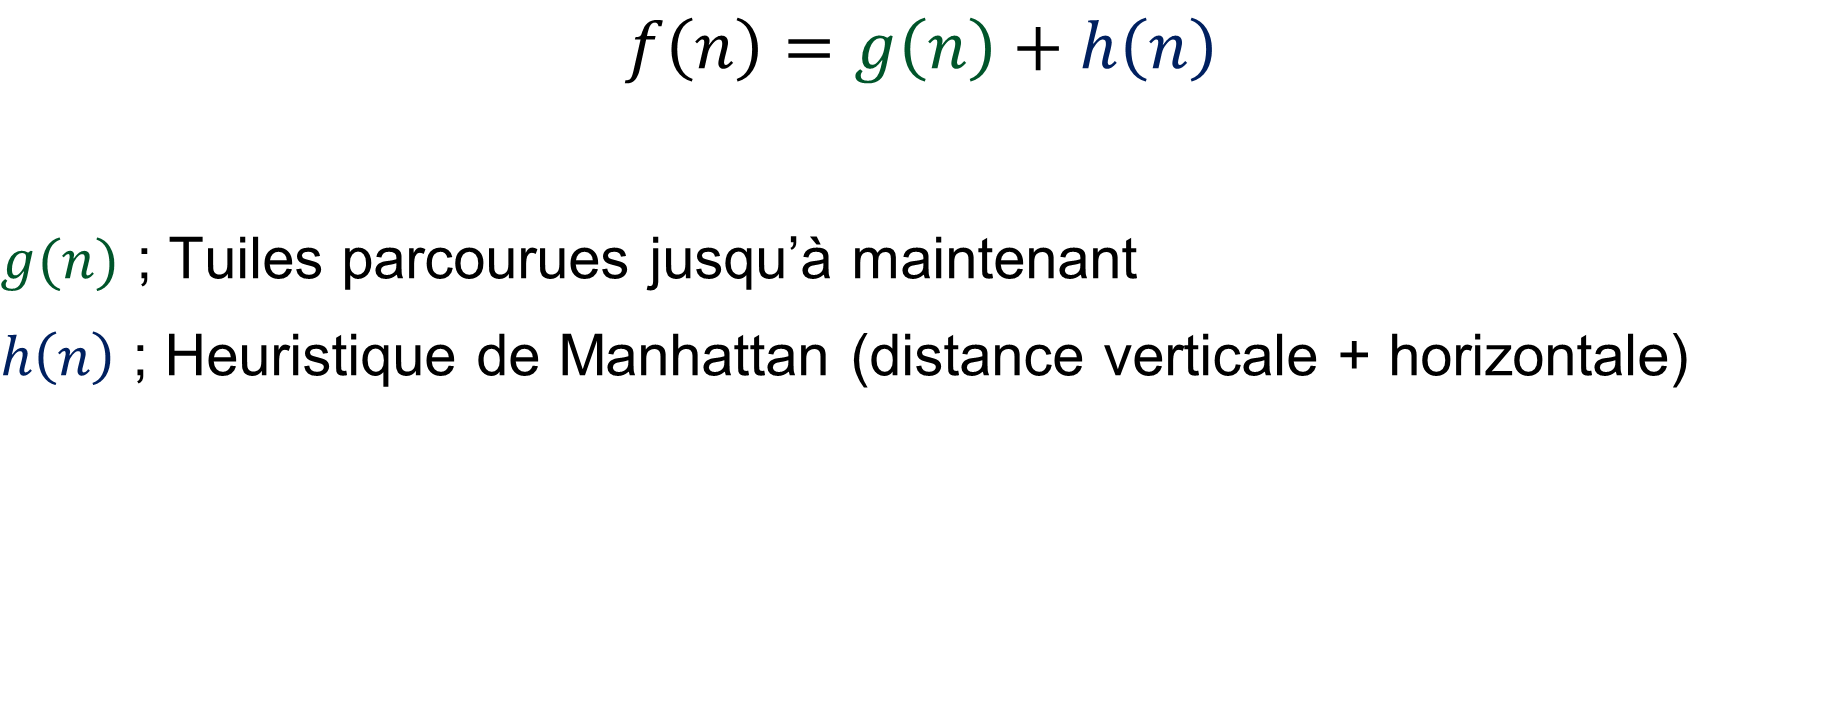 f(n) = g(n) + h(n)
g(n) ; Tuiles parcourues jusqu’à maintenant
h(n) ; Heuristique de Manhattan (distance verticale + horizontale)